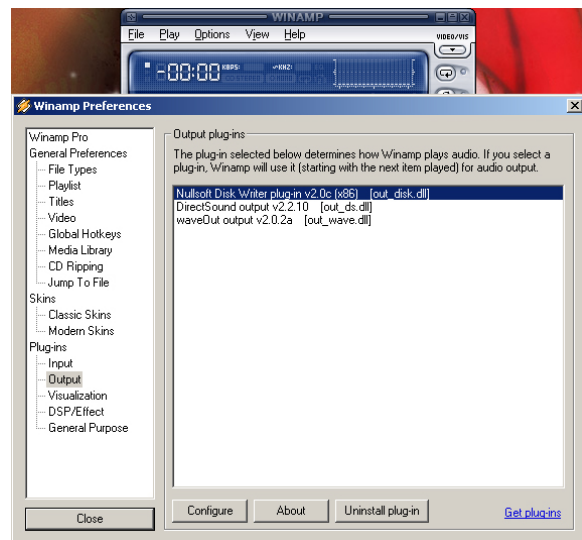 WINAMP
File Play Options View Help
VIDEO/VIS
-00:00 KBPS: KHZ:
Winamp Preferences
Winamp Pro
General Preferences
File Types
Playlist
Titles
Video
Global Hotkeys
Media Library
CD Ripping
Jump To File
Skins
Classic Skins
Modern Skins
Plug-ins
Input
Output
Visualization
DSP/Effect
General Purpose
Close
Output plug-ins
The plug-in selected below determines how Winamp plays audio. If you select a
plug-in, Winamp will use it (starting with the next item played) for audio output.
Nullsoft Disk Writer plug-in v2.0c (x86) [out_disk.dll]
DirectSound output v2.2.10 [out_ds.dll]
waveOut output v2.0.2a [out_wave.dll]
Configure About Uninstall plug-in Get plug-ins